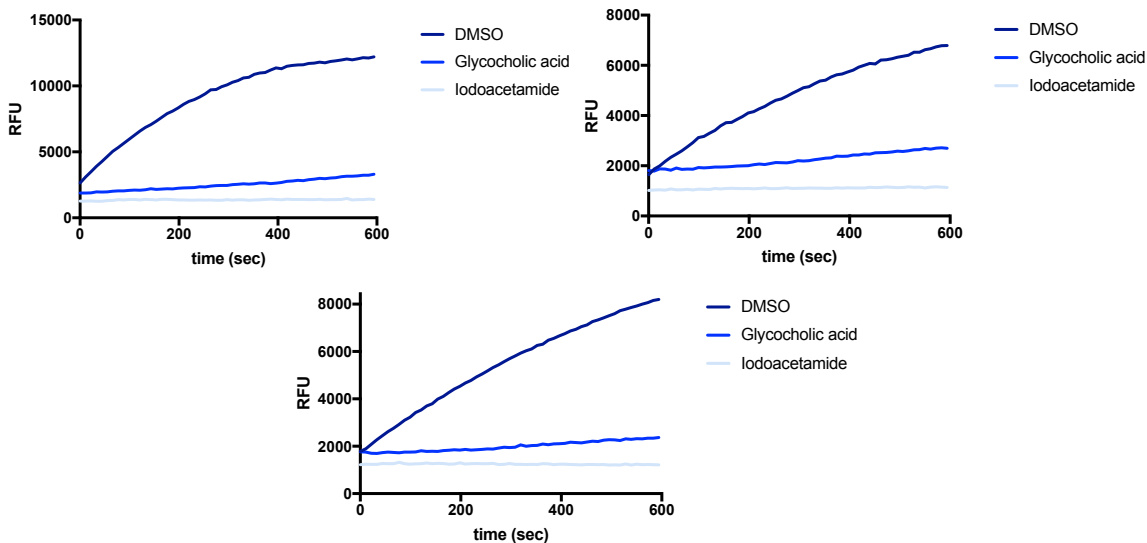 15000
10000
5000
0
RFU
0
200
400
600
time (sec)
DMSO
Glycocholic acid
Iodoacetamide
8000
6000
4000
2000
0
RFU
0
200
400
600
time (sec)
DMSO
Glycocholic acid
Iodoacetamide
8000
6000
4000
2000
0
RFU
0
200
400
600
time (sec)
DMSO
Glycocholic acid
Iodoacetamide